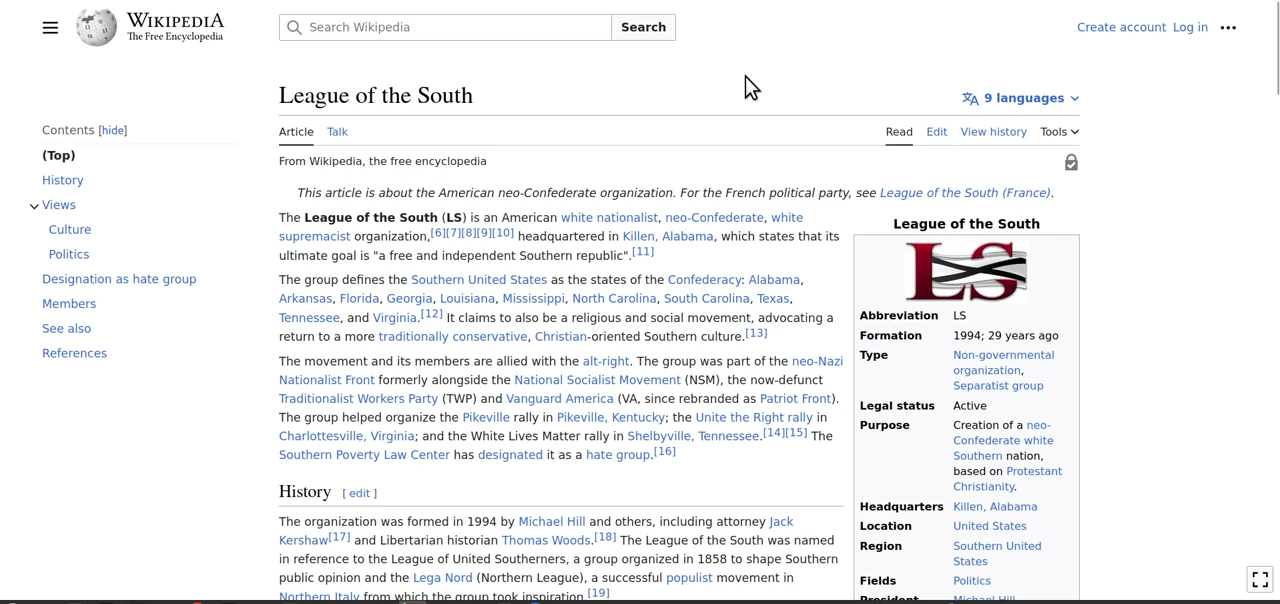 WIKIPEDIA
The Free Encyclopedia
Search Wikipedia
Search
Create account Log in
League of the South
9 languages
Contents [hide]
(Top)
History
Views
Culture
Politics
Designation as hate group
Members
See also
References
Article Talk
Read Edit View history Tools
From Wikipedia, the free encyclopedia
This article is about the American neo-Confederate organization. For the French political party, see League of the South (France).
The League of the South (LS) is an American white nationalist, neo-Confederate, white
supremacist organization,[6][7][8][9][10] headquartered in Killen, Alabama, which states that its
ultimate goal is "a free and independent Southern republic".[11]
The group defines the Southern United States as the states of the Confederacy: Alabama,
Arkansas, Florida, Georgia, Louisiana, Mississippi, North Carolina, South Carolina, Texas,
Tennessee, and Virginia.[12] It claims to also be a religious and social movement, advocating a
return to a more traditionally conservative, Christian-oriented Southern culture.[13]
The movement and its members are allied with the alt-right. The group was part of the neo-Nazi
Nationalist Front formerly alongside the National Socialist Movement (NSM), the now-defunct
Traditionalist Workers Party (TWP) and Vanguard America (VA, since rebranded as Patriot Front).
The group helped organize the Pikeville rally in Pikeville, Kentucky; the Unite the Right rally in
Charlottesville, Virginia; and the White Lives Matter rally in Shelbyville, Tennessee.[14][15] The
Southern Poverty Law Center has designated it as a hate group.[16]
History [ edit ]
The organization was formed in 1994 by Michael Hill and others, including attorney Jack
Kershaw[17] and Libertarian historian Thomas Woods.[18] The League of the South was named
in reference to the League of United Southerners, a group organized in 1858 to shape Southern
public opinion and the Lega Nord (Northern League), a successful populist movement in
Northern Italy from which the group took inspiration.[19]
League of the South
LS
Abbreviation LS
Formation 1994; 29 years ago
Type Non-governmental
organization,
Separatist group
Legal status Active
Purpose Creation of a neo-
Confederate white
Southern nation,
based on Protestant
Christianity.
Headquarters Killen, Alabama
Location United States
Region Southern United
States
Fields Politics
President Michael Hill